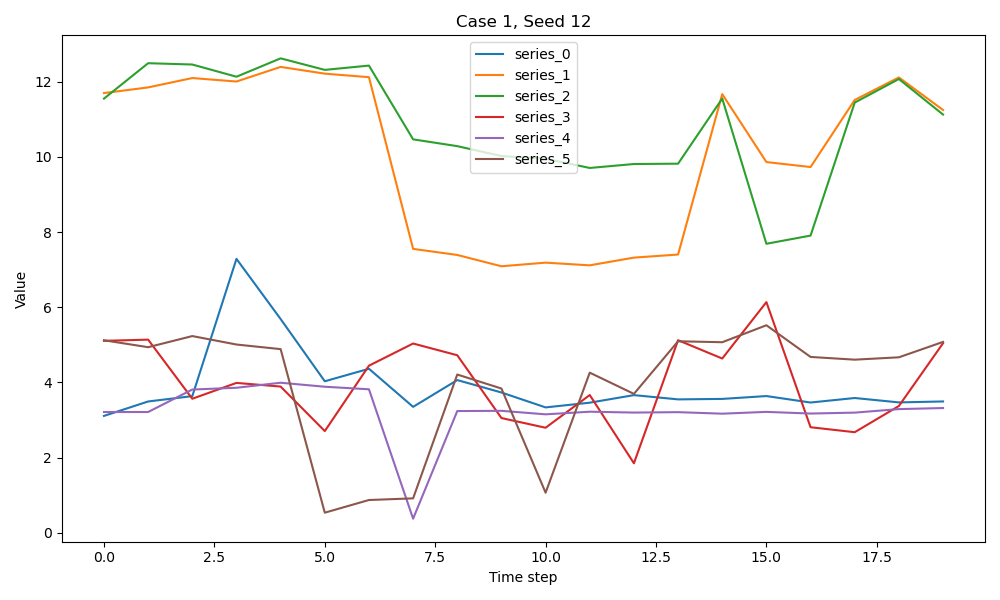 Case 1, Seed 12
series_0
series_1
series_2
series_3
series_4
series_5
Value
12
10
8
6
4
2
0
0.0 2.5 5.0 7.5 10.0 12.5 15.0 17.5
Time step